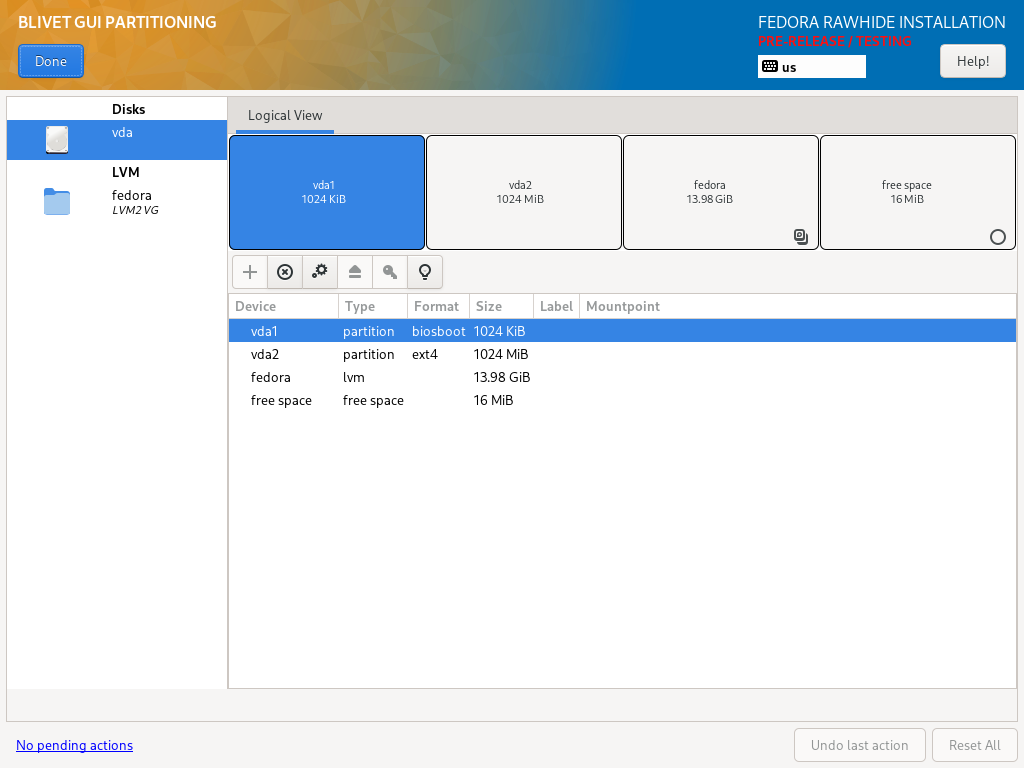 BLIVET GUI PARTITIONING
Done
FEDORA RAWHIDE INSTALLATION
PRE-RELEASE / TESTING
us
Help!
Disks
vda
LVM
fedora
LVM2 VG
Logical View
vda1
1024 KiB
vda2
1024 MiB
fedora
13.98 GiB
free space
16 MiB
Device Type Format Size Label Mountpoint
vda1 partition biosboot 1024 KiB
vda2 partition ext4 1024 MiB
fedora lvm 13.98 GiB
free space free space 16 MiB
No pending actions
Undo last action
Reset All